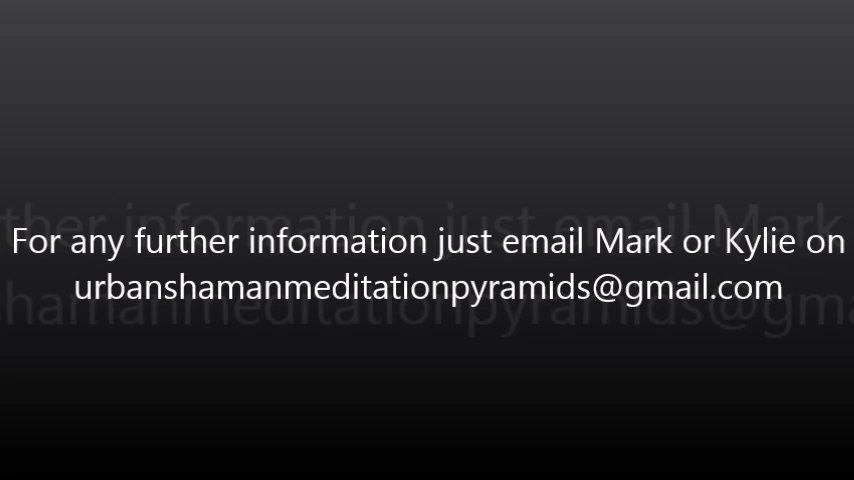 For any further information just email Mark or Kylie on
urbanshamanmeditationpyramids@gmail.com